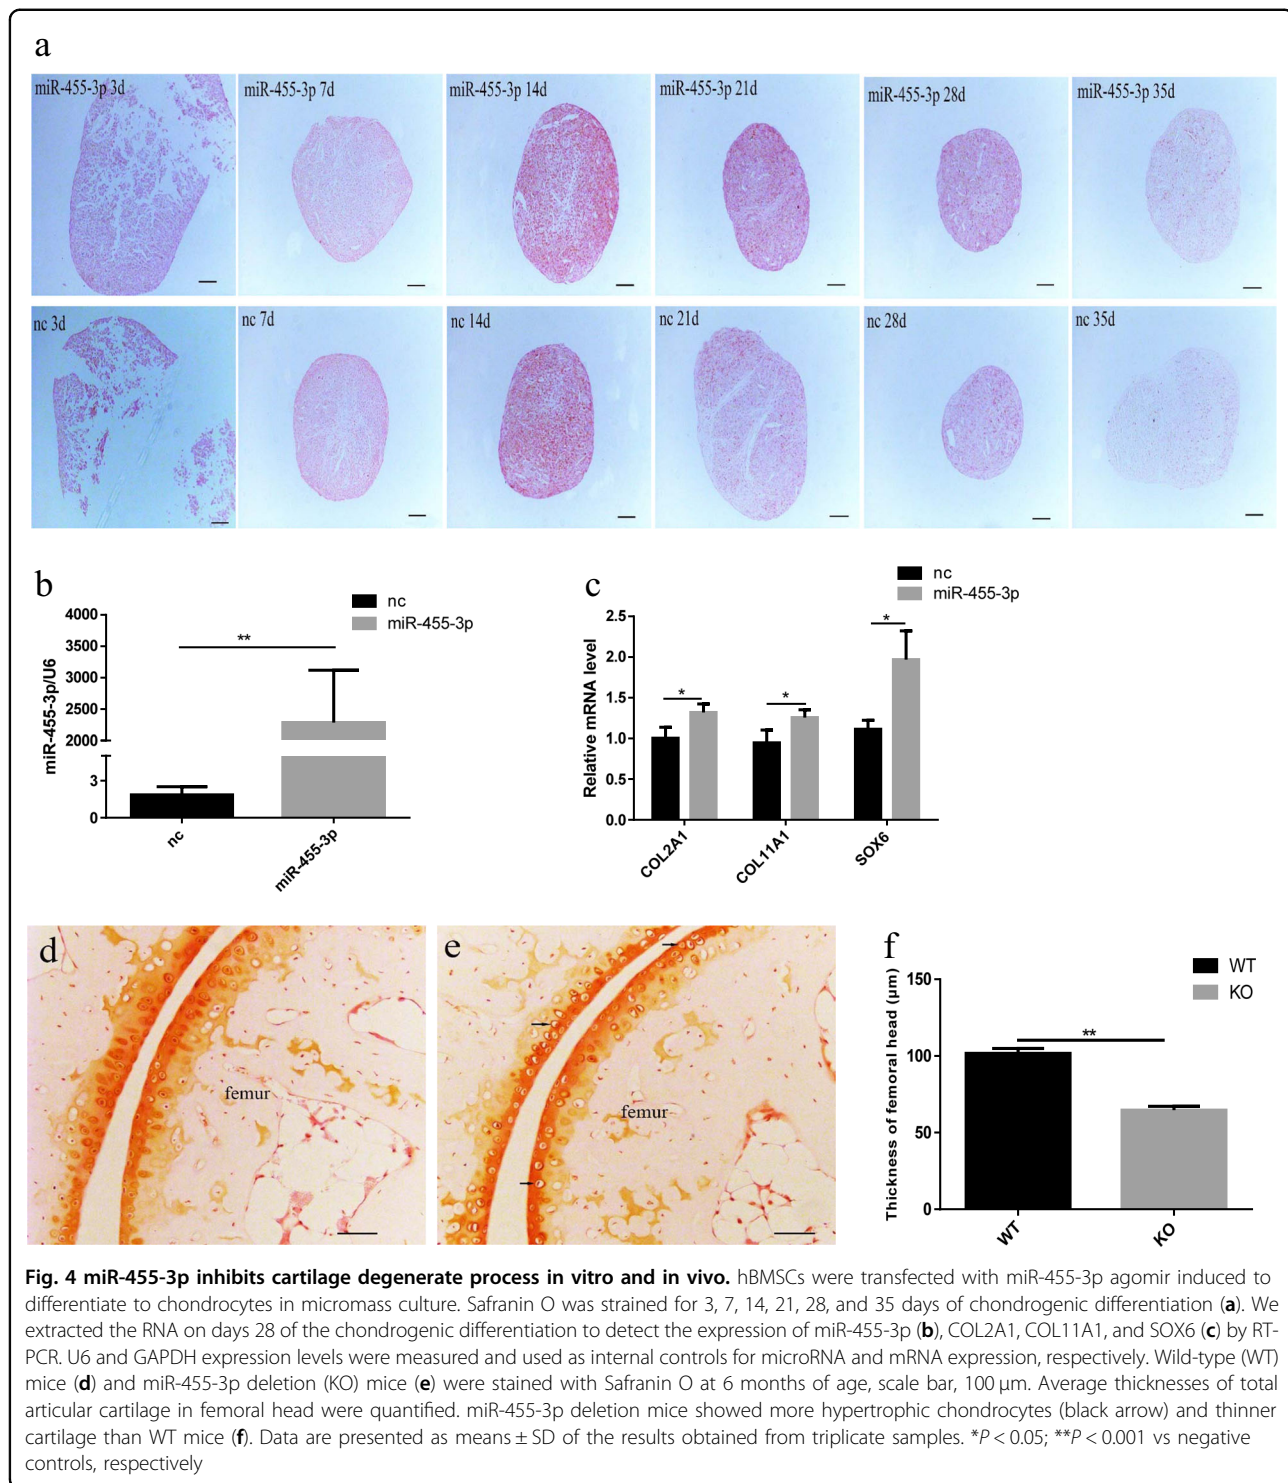 a
miR-455-3p 3d
miR-455-3p 7d
miR-455-3p 14d
miR-455-3p 21d
miR-455-3p 28d
miR-455-3p 35d
nc 3d
nc 7d
nc 14d
nc 21d
nc 28d
nc 35d
b
nc
miR-455-3p
miR-455-3p/U6
4000
3500
3000
2500
2000
3
0
**
nc
miR-455-3p
c
nc
miR-455-3p
Relative mRNA level
2.5
2.0
1.5
1.0
0.5
0.0
*
*
*
COL2A1
COL11A1
SOX6
d
femur
e
femur
f
WT
KO
Thickness of femoral head (μm)
150
100
50
0
**
WT
KO
Fig. 4 miR-455-3p inhibits cartilage degenerate process in vitro and in vivo. hBMSCs were transfected with miR-455-3p agomir induced to
differentiate to chondrocytes in micromass culture. Safranin O was strained for 3, 7, 14, 21, 28, and 35 days of chondrogenic differentiation (a). We
extracted the RNA on days 28 of the chondrogenic differentiation to detect the expression of miR-455-3p (b), COL2A1, COL11A1, and SOX6 (c) by RT-
PCR. U6 and GAPDH expression levels were measured and used as internal controls for microRNA and mRNA expression, respectively. Wild-type (WT)
mice (d) and miR-455-3p deletion (KO) mice (e) were stained with Safranin O at 6 months of age, scale bar, 100 μm. Average thicknesses of total
articular cartilage in femoral head were quantified. miR-455-3p deletion mice showed more hypertrophic chondrocytes (black arrow) and thinner
cartilage than WT mice (f). Data are presented as means ± SD of the results obtained from triplicate samples. *P < 0.05; **P < 0.001 vs negative
controls, respectively